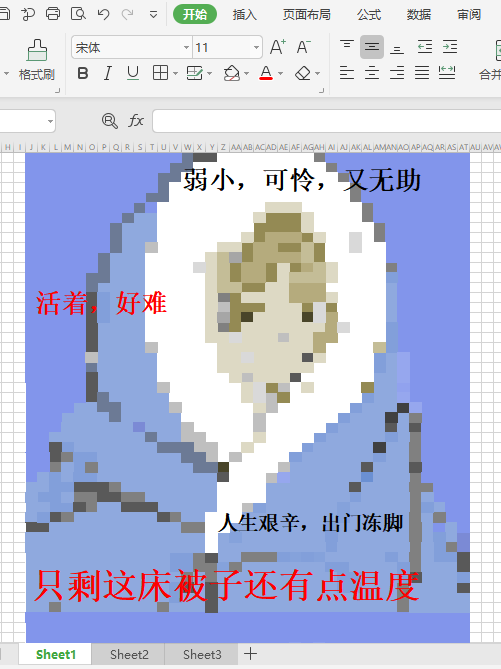 开始 插入 页面布局 公式 数据 审阅
格式刷
宋体 11 A+ A-
B I U A
合并
fx
H I J K L M N O P Q R S T U V W X Y Z AA AB AC AD AE AF AG AH AI AJ AK AL AM AN AO AP AQ AR AS AT AU AV
弱小，可怜，又无助
活着，好难
人生艰辛，出门冻脚
只剩这床被子还有点温度
Sheet1 Sheet2 Sheet3